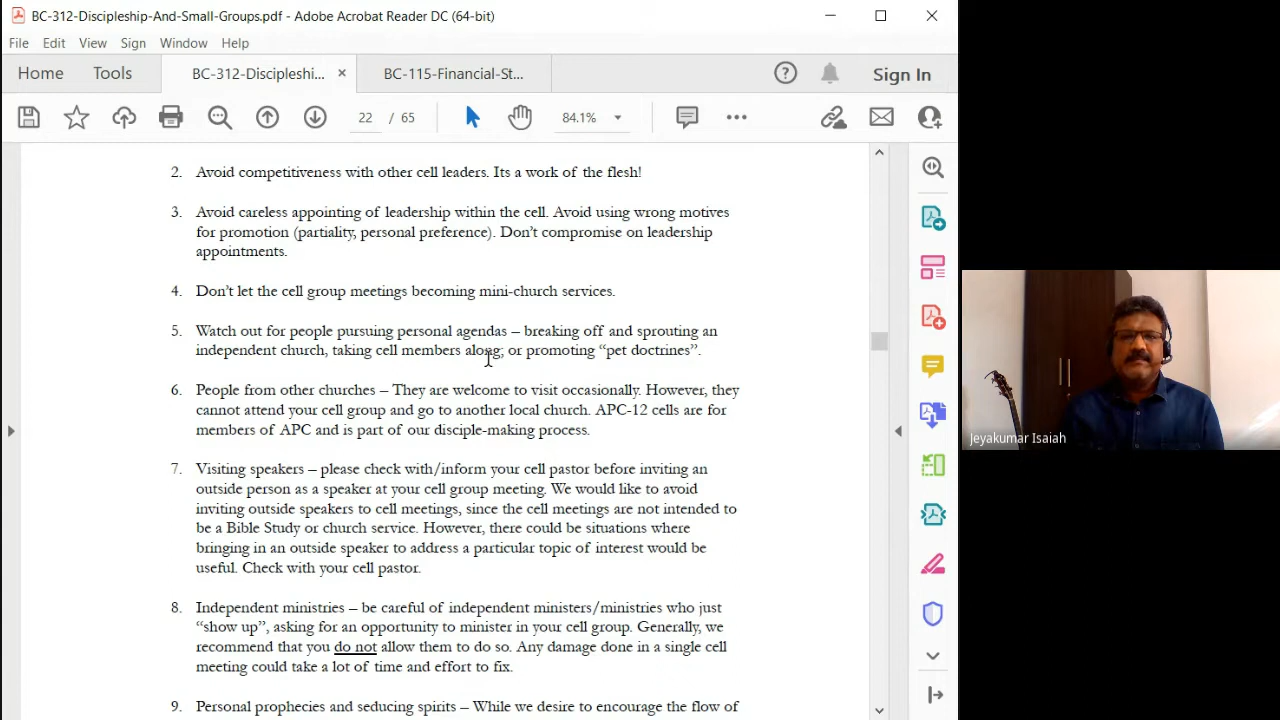 BC-312-Discipleship-And-Small-Groups.pdf - Adobe Acrobat Reader DC (64-bit)
File Edit View Sign Window Help
Home Tools BC-312-Discipleshi... × BC-115-Financial-St... Sign In
22 / 65 84.1%
2. Avoid competitiveness with other cell leaders. Its a work of the flesh!
3. Avoid careless appointing of leadership within the cell. Avoid using wrong motives
for promotion (partiality, personal preference). Don't compromise on leadership
appointments.
4. Don't let the cell group meetings becoming mini-church services.
5. Watch out for people pursuing personal agendas – breaking off and sprouting an
independent church, taking cell members along; or promoting “pet doctrines”.
6. People from other churches – They are welcome to visit occasionally. However, they
cannot attend your cell group and go to another local church. APC-12 cells are for
members of APC and is part of our disciple-making process.
7. Visiting speakers – please check with/inform your cell pastor before inviting an
outside person as a speaker at your cell group meeting. We would like to avoid
inviting outside speakers to cell meetings, since the cell meetings are not intended to
be a Bible Study or church service. However, there could be situations where
bringing in an outside speaker to address a particular topic of interest would be
useful. Check with your cell pastor.
8. Independent ministries – be careful of independent ministers/ministries who just
“show up”, asking for an opportunity to minister in your cell group. Generally, we
recommend that you do not allow them to do so. Any damage done in a single cell
meeting could take a lot of time and effort to fix.
9. Personal prophecies and seducing spirits – While we desire to encourage the flow of
Jeyakumar Isaiah